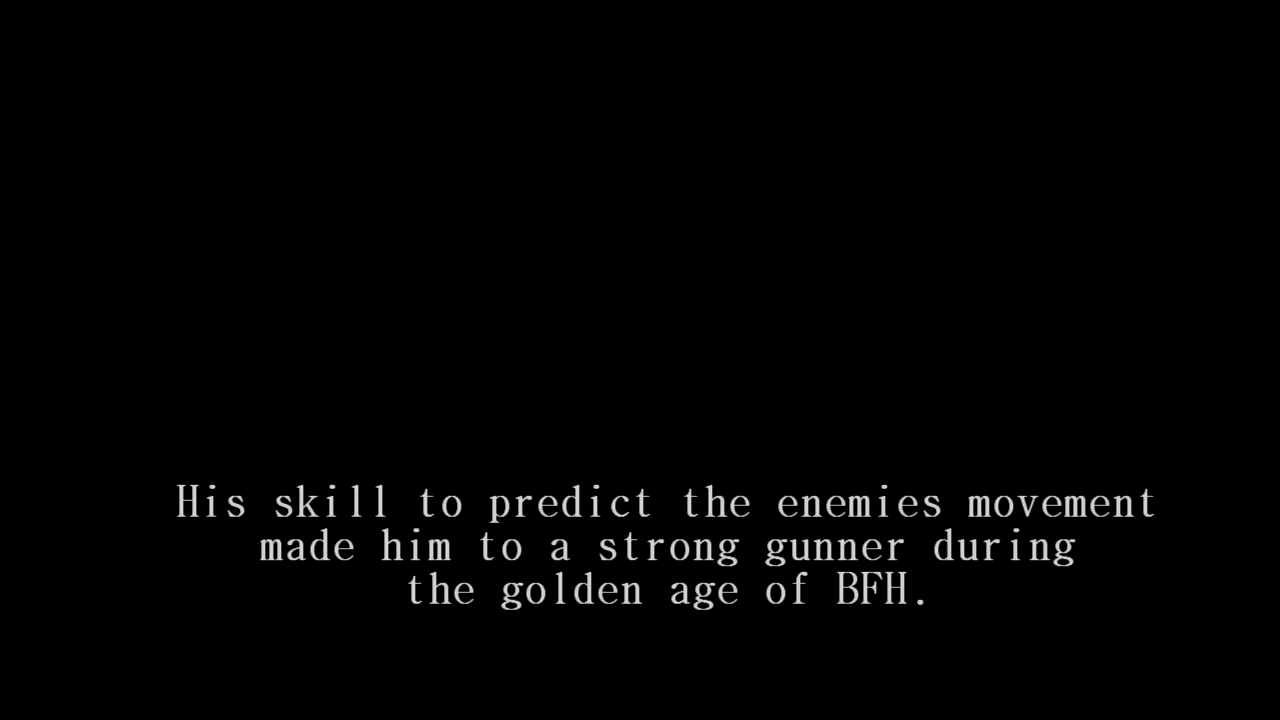 His skill to predict the enemies movement
made him to a strong gunner during
the golden age of BFH.